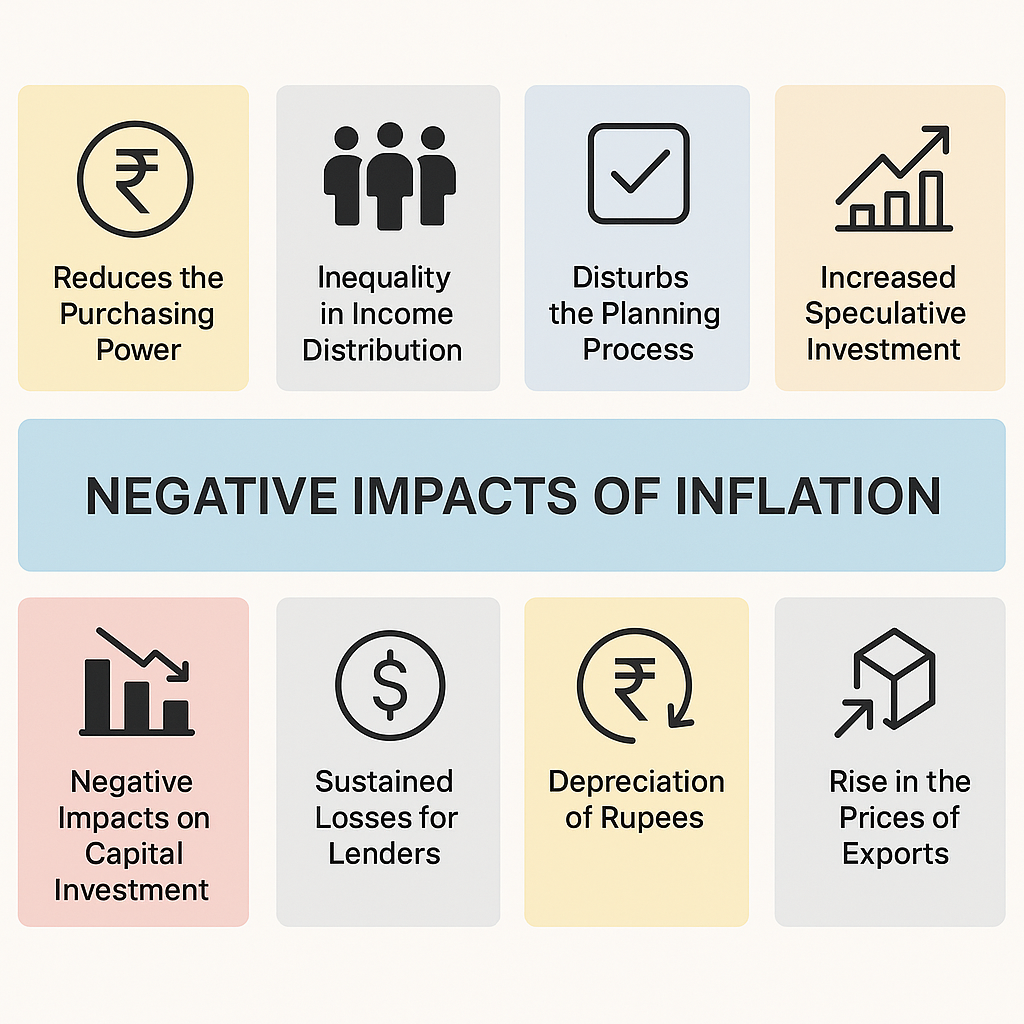 ₹
Reduces the
Purchasing
Power
Inequality
in Income
Distribution
Disturbs
the Planning
Process
Increased
Speculative
Investment
NEGATIVE IMPACTS OF INFLATION
Negative
Impacts on
Capital
Investment
$
Sustained
Losses for
Lenders
₹
Depreciation
of Rupees
Rise in the
Prices of
Exports